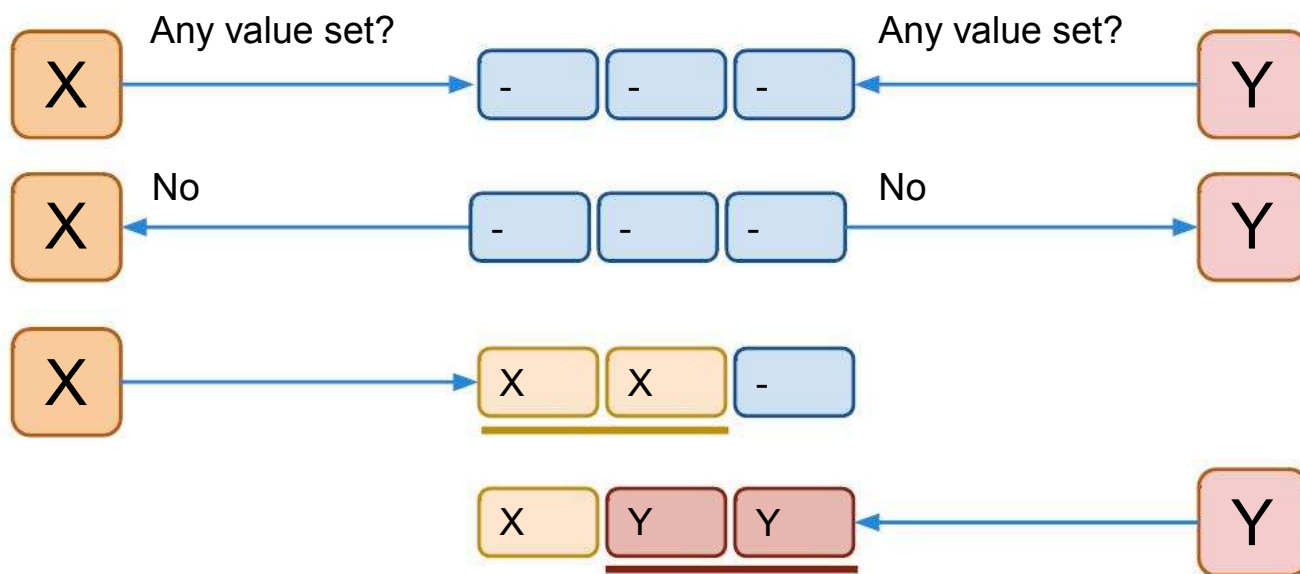 Any value set? Any value set?
X - - - Y
No No
X - - - Y
X X X -
X Y Y Y